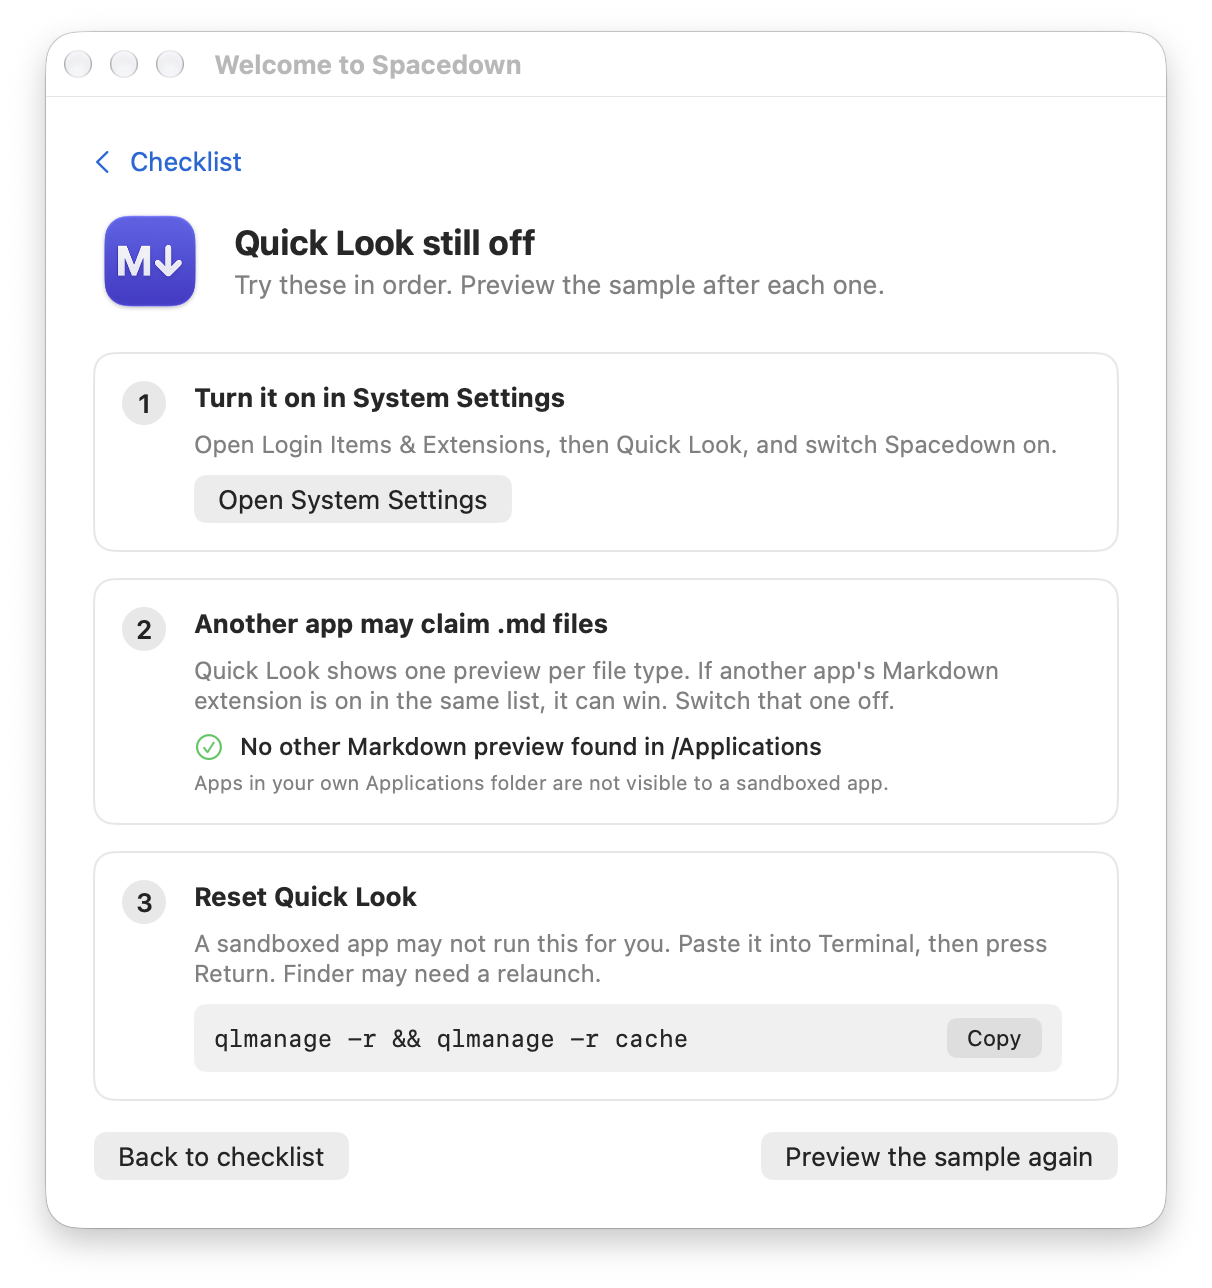 Welcome to Spacedown
Checklist
M↓
Quick Look still off
Try these in order. Preview the sample after each one.
1
Turn it on in System Settings
Open Login Items & Extensions, then Quick Look, and switch Spacedown on.
Open System Settings
2
Another app may claim .md files
Quick Look shows one preview per file type. If another app's Markdown
extension is on in the same list, it can win. Switch that one off.
No other Markdown preview found in /Applications
Apps in your own Applications folder are not visible to a sandboxed app.
3
Reset Quick Look
A sandboxed app may not run this for you. Paste it into Terminal, then press
Return. Finder may need a relaunch.
qlmanage -r && qlmanage -r cache
Copy
Back to checklist
Preview the sample again